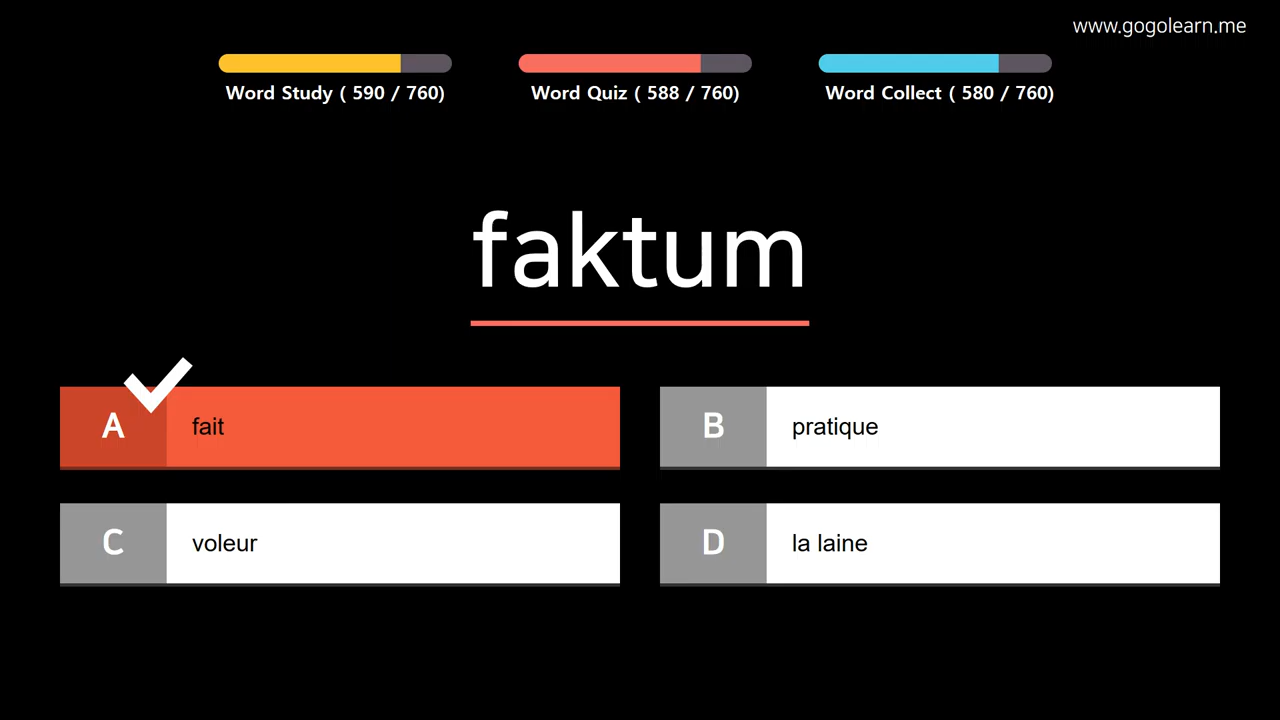 www.gogolearn.me
Word Study ( 590 / 760)
Word Quiz ( 588 / 760)
Word Collect ( 580 / 760)
faktum
A fait
B pratique
C voleur
D la laine